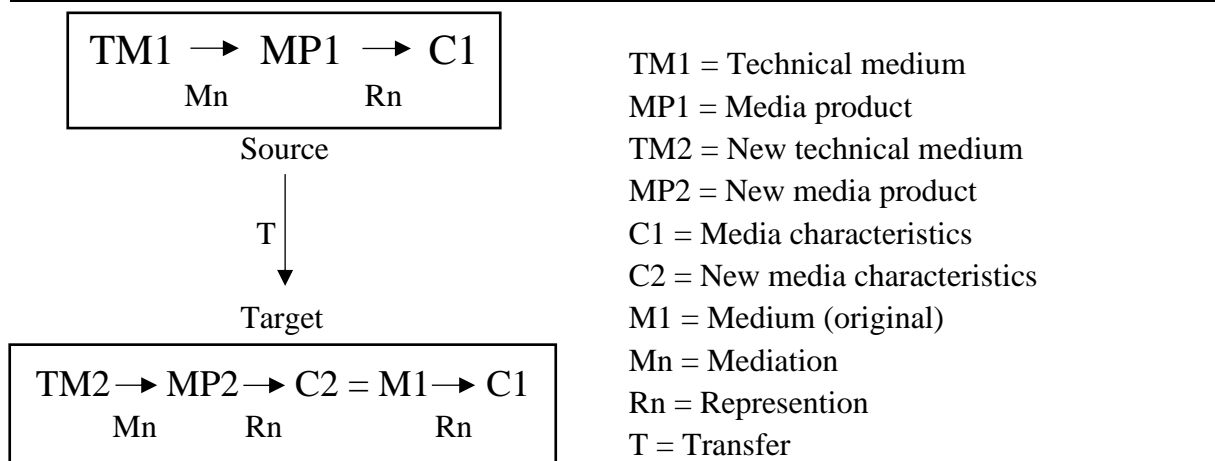 TM1 → MP1 → C1
Mn Rn
Source
T
Target
TM2 → MP2 → C2 = M1 → C1
Mn Rn Rn
TM1 = Technical medium
MP1 = Media product
TM2 = New technical medium
MP2 = New media product
C1 = Media characteristics
C2 = New media characteristics
M1 = Medium (original)
Mn = Mediation
Rn = Represention
T = Transfer